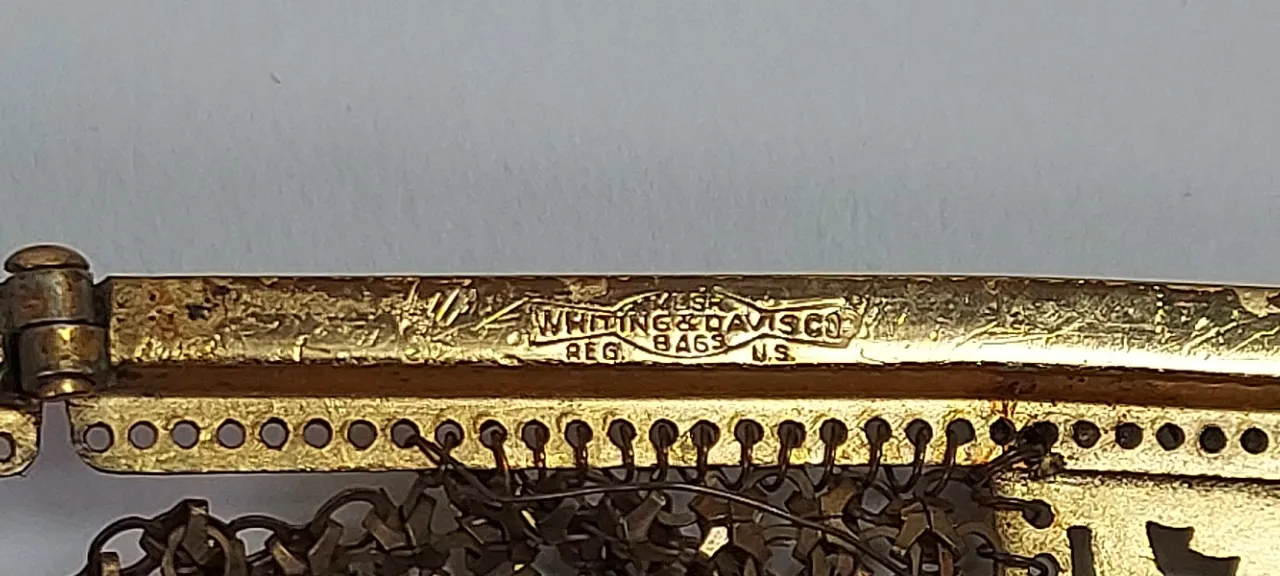 MESH
WHITING & DAVIS CO
BAGS
REG. U.S.